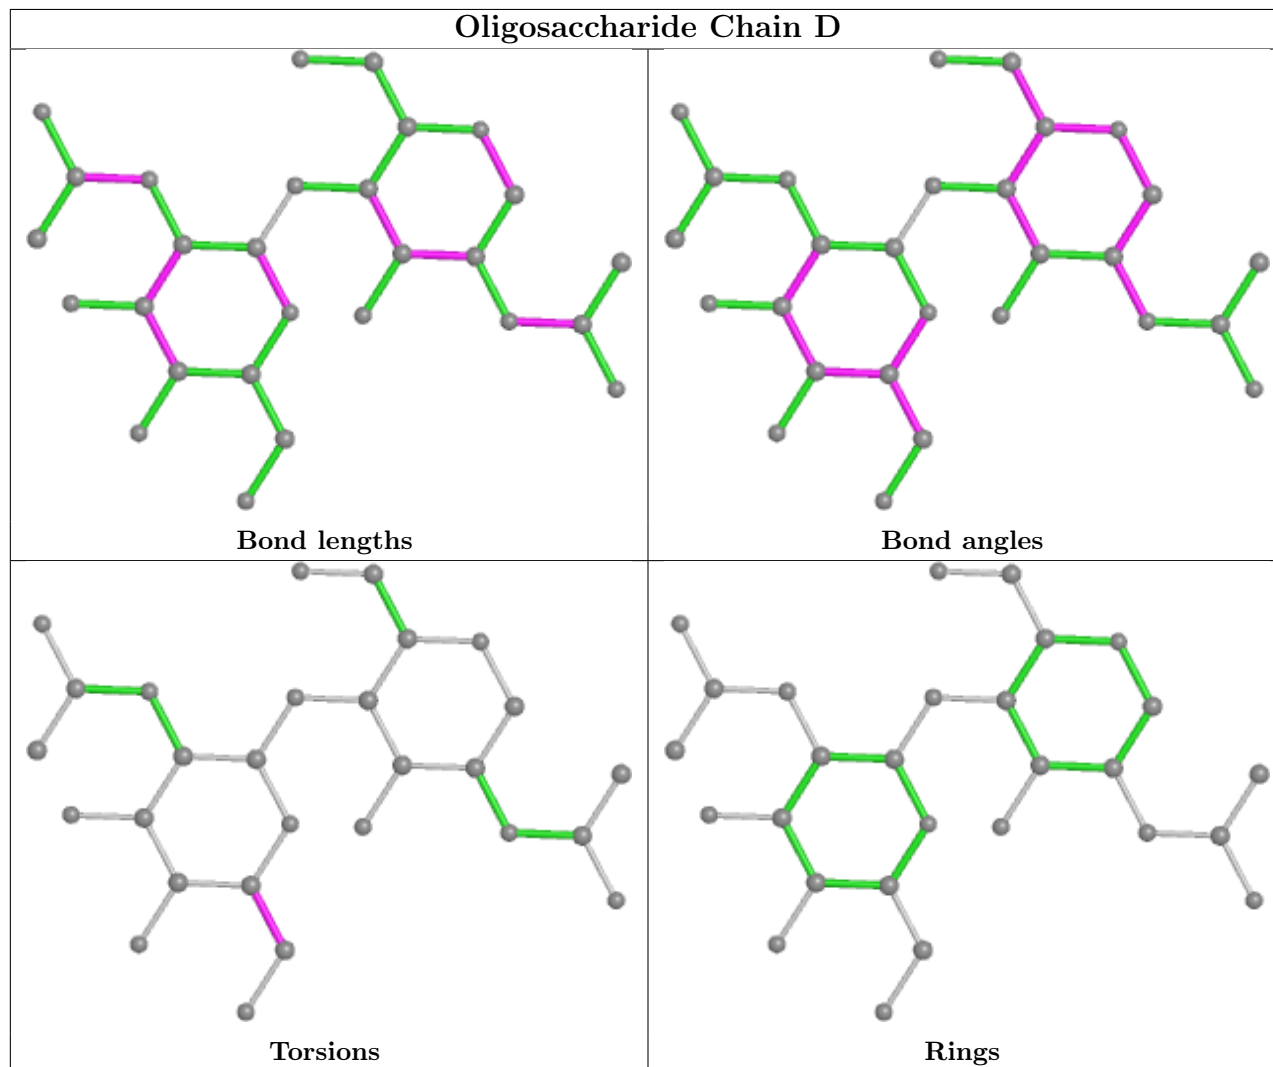 Oligosaccharide Chain D
Bond lengths
Bond angles
Torsions
Rings